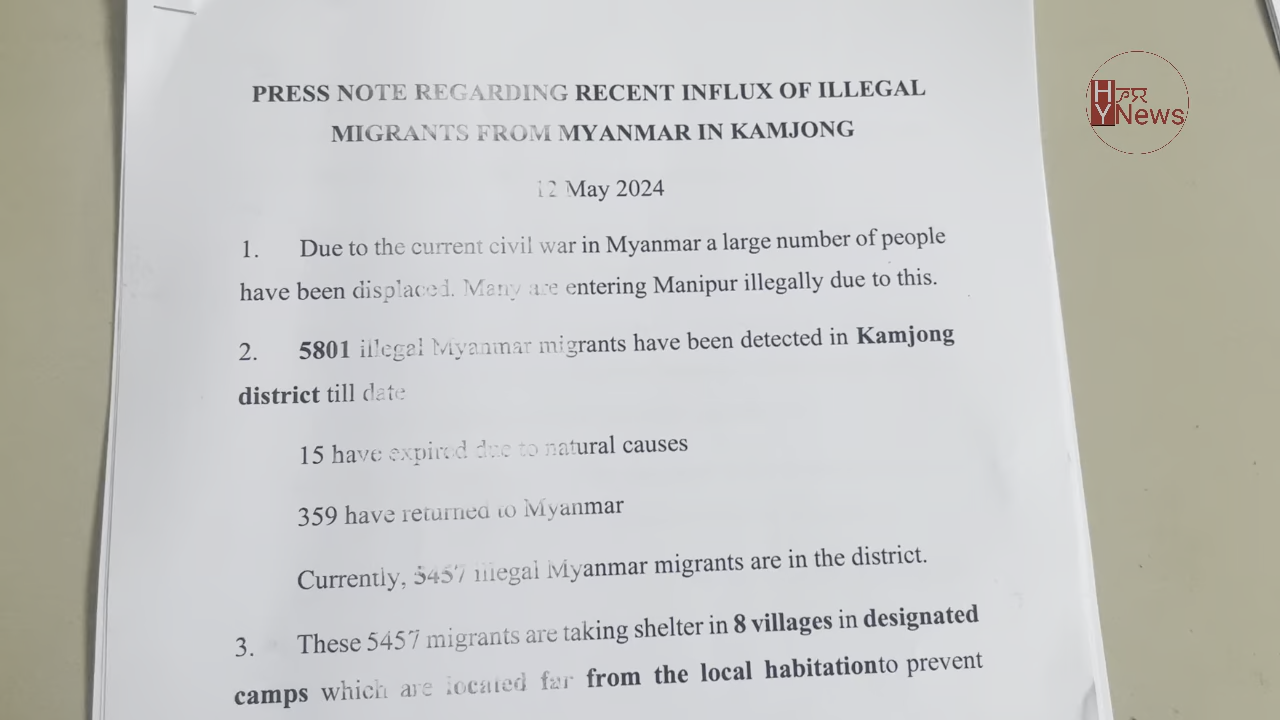 PRESS NOTE REGARDING RECENT INFLUX OF ILLEGAL
MIGRANTS FROM MYANMAR IN KAMJONG
12 May 2024
1. Due to the current civil war in Myanmar a large number of people
have been displaced. Many are entering Manipur illegally due to this.
2. 5801 illegal Myanmar migrants have been detected in Kamjong
district till date
15 have expired due to natural causes
359 have returned to Myanmar
Currently, 5457 illegal Myanmar migrants are in the district.
3. These 5457 migrants are taking shelter in 8 villages in designated
camps which are located far from the local habitationto prevent
HY News